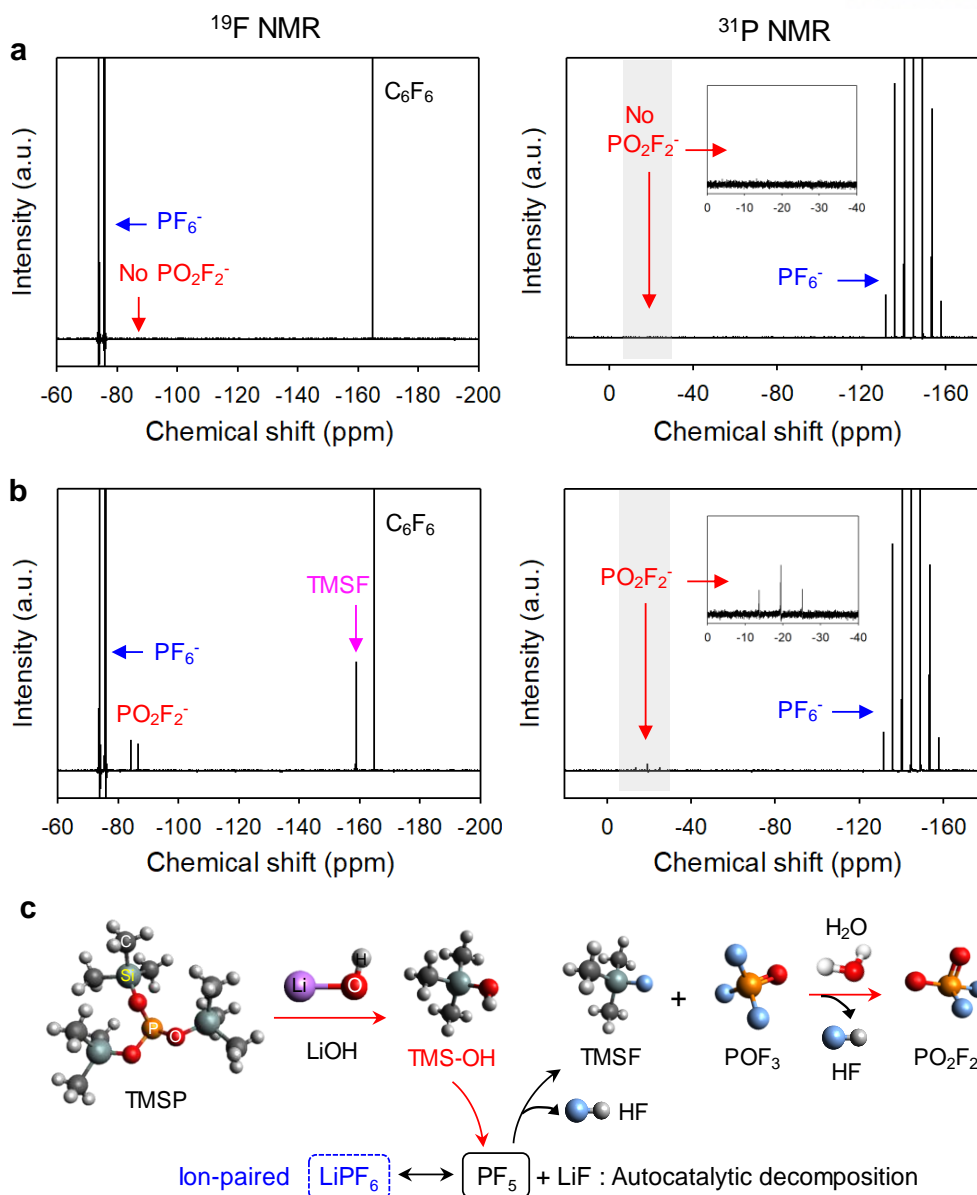 ¹⁹F NMR
³¹P NMR
a
Intensity (a.u.)
C₆F₆
PF₆⁻
No PO₂F₂⁻
-60 -80 -100 -120 -140 -160 -180 -200
Chemical shift (ppm)
Intensity (a.u.)
No
PO₂F₂⁻
0 -10 -20 -30 -40
PF₆⁻
0 -40 -80 -120 -160
Chemical shift (ppm)
b
Intensity (a.u.)
C₆F₆
TMSF
PF₆⁻
PO₂F₂⁻
-60 -80 -100 -120 -140 -160 -180 -200
Chemical shift (ppm)
Intensity (a.u.)
PO₂F₂⁻
0 -10 -20 -30 -40
PF₆⁻
0 -40 -80 -120 -160
Chemical shift (ppm)
c
C
Si
P
O
TMSP
Li
O
H
LiOH
TMS-OH
TMSF
+
POF₃
H₂O
HF
PO₂F₂
HF
Ion-paired LiPF₆ PF₅ + LiF : Autocatalytic decomposition